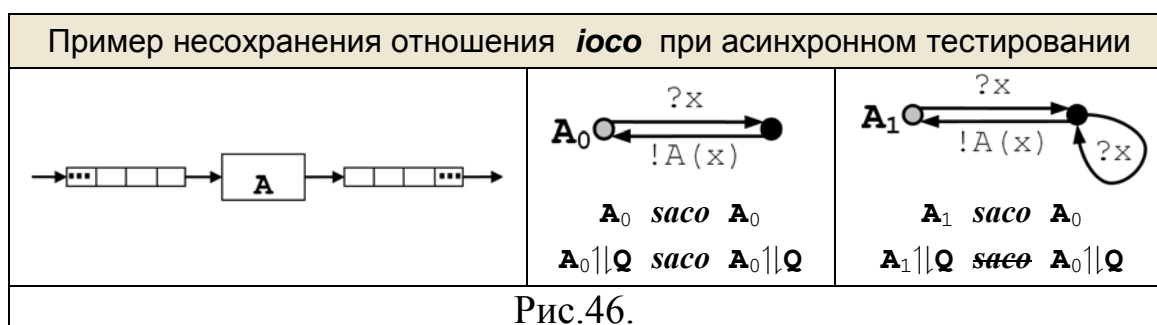 Пример несохранения отношения ioco при асинхронном тестировании
A
?x
A₀
!A(x)
A₀ saco A₀
A₀⥮Q saco A₀⥮Q
?x
A₁
!A(x)
?x
A₁ saco A₀
A₁⥮Q saco A₀⥮Q
Рис.46.